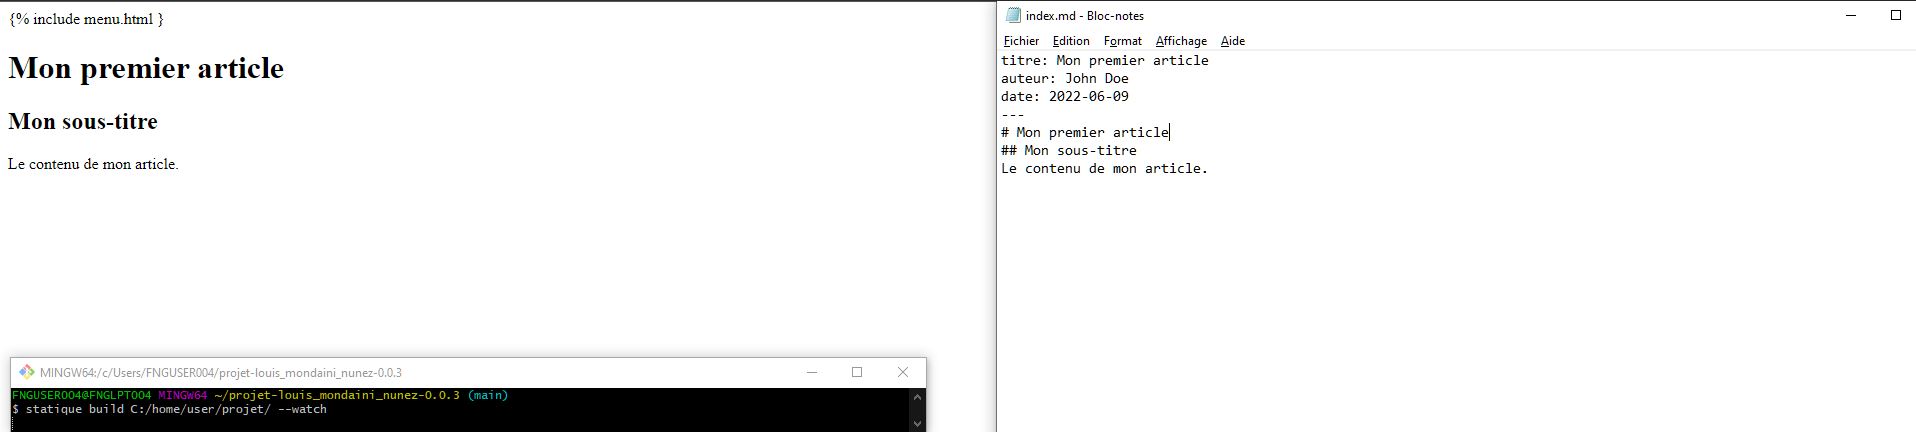 {% include menu.html }
Mon premier article
Mon sous-titre
Le contenu de mon article.
MINGW64:/c/Users/FNGUSER004/projet-louis_mondaini_nunez-0.0.3
FNGUSER004@FNGLPT004 MINGW64 ~/projet-louis_mondaini_nunez-0.0.3 (main)
$ statique build C:/home/user/projet/ --watch
index.md - Bloc-notes
Fichier Edition Format Affichage Aide
titre: Mon premier article
auteur: John Doe
date: 2022-06-09
---
# Mon premier article
## Mon sous-titre
Le contenu de mon article.